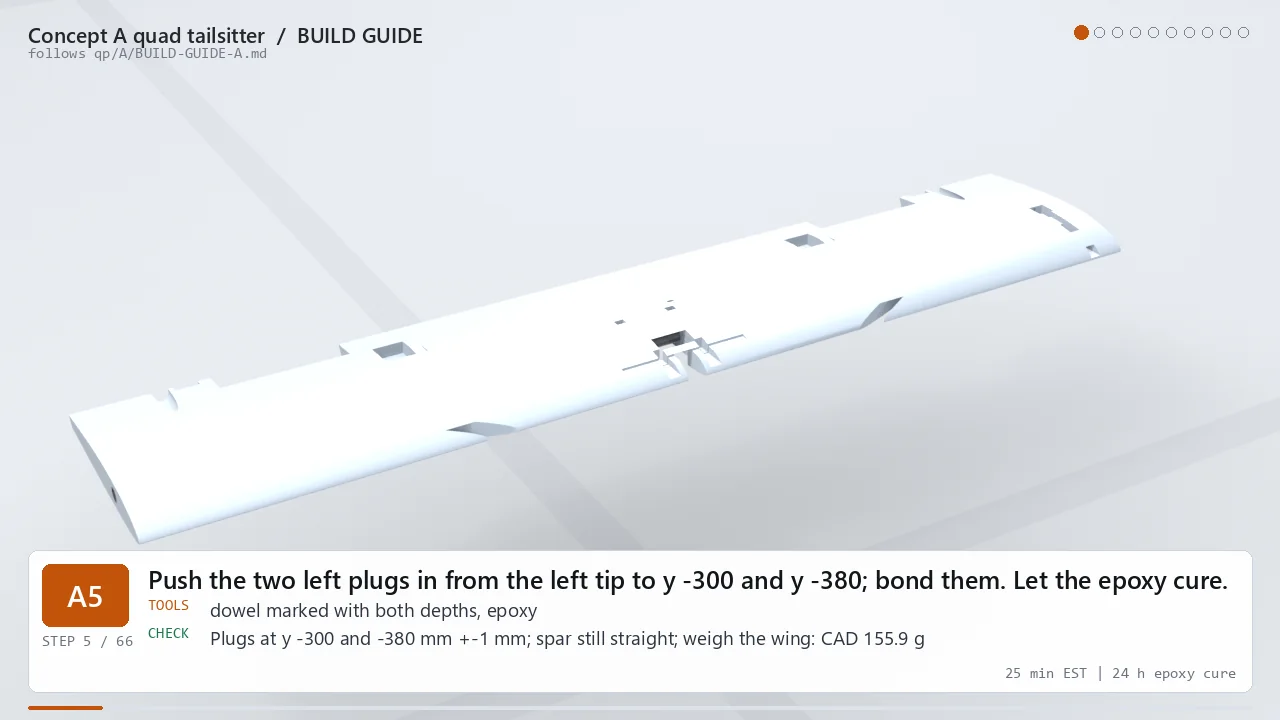 Concept A quad tailsitter / BUILD GUIDE
follows qp/A/BUILD-GUIDE-A.md
A5
STEP 5 / 66
Push the two left plugs in from the left tip to y -300 and y -380; bond them. Let the epoxy cure.
TOOLS dowel marked with both depths, epoxy
CHECK Plugs at y -300 and -380 mm +-1 mm; spar still straight; weigh the wing: CAD 155.9 g
25 min EST | 24 h epoxy cure